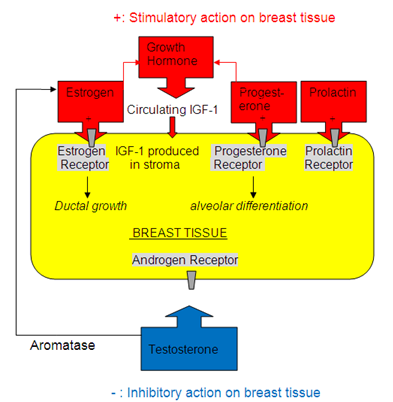 +: Stimulatory action on breast tissue
Growth
Hormone
Estrogen
+
Progest-
erone
+
Prolactin
+
Circulating IGF-1
Estrogen
Receptor
IGF-1 produced
in stroma
Progesterone
Receptor
Prolactin
Receptor
Ductal growth
alveolar differentiation
BREAST TISSUE
Androgen Receptor
Aromatase
Testosterone
- : Inhibitory action on breast tissue